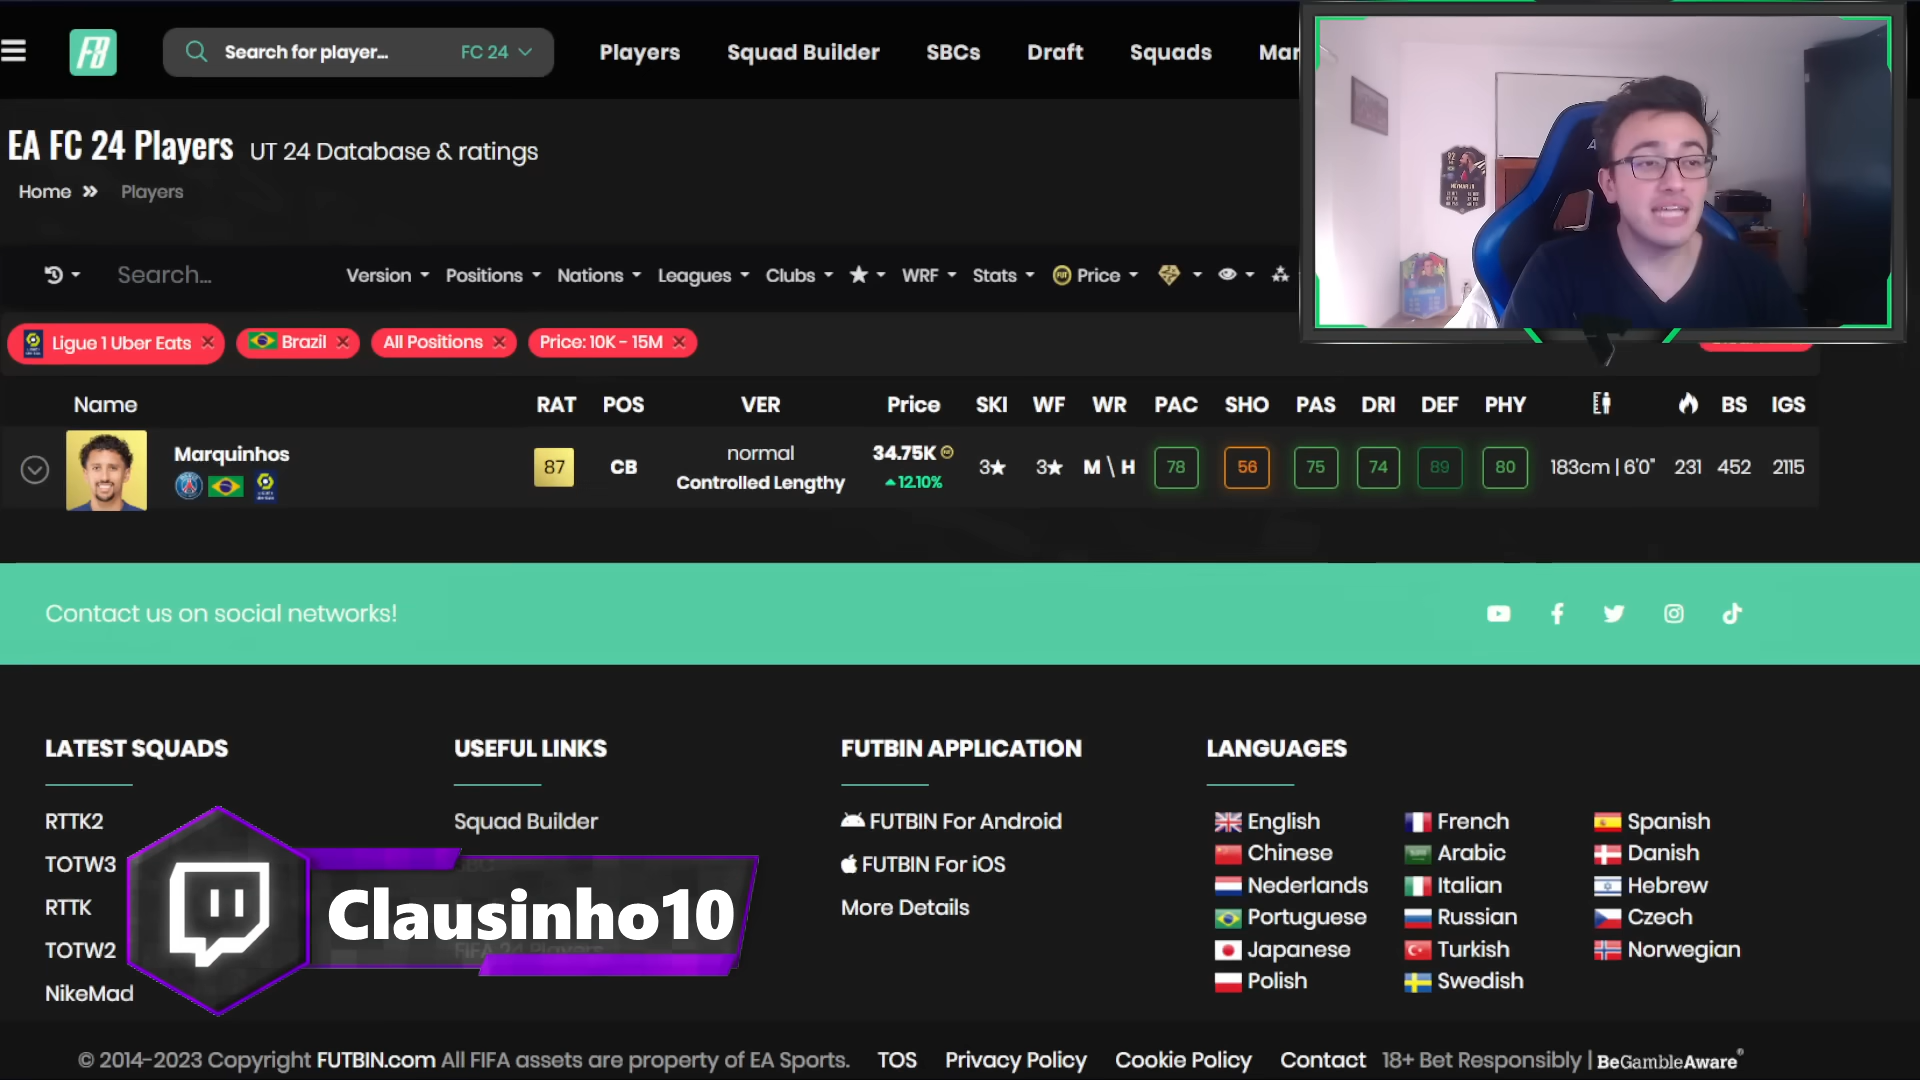 Search for player...
FC 24
Players
Squad Builder
SBCs
Draft
Squads
Mar
EA FC 24 Players
UT 24 Database & ratings
Home
Players
Search...
Version
Positions
Nations
Leagues
Clubs
WRF
Stats
Price
Ligue 1 Uber Eats
Brazil
All Positions
Price: 10K - 15M
Name RAT POS VER Price SKI WF WR PAC SHO PAS DRI DEF PHY BS IGS
Marquinhos
87
CB
normal
Controlled Lengthy
34.75K
12.10%
3★
3★
M \ H
78
56
75
74
89
80
183cm | 6'0"
231
452
2115
Contact us on social networks!
LATEST SQUADS
RTTK2
TOTW3
RTTK
TOTW2
NikeMad
USEFUL LINKS
Squad Builder
FIFA 24 Players
Clausinho10
FUTBIN APPLICATION
FUTBIN For Android
FUTBIN For iOS
More Details
LANGUAGES
English French Spanish
Chinese Arabic Danish
Nederlands Italian Hebrew
Portuguese Russian Czech
Japanese Turkish Norwegian
Polish Swedish
© 2014-2023 Copyright FUTBIN.com All FIFA assets are property of EA Sports. TOS Privacy Policy Cookie Policy Contact 18+ Bet Responsibly | BeGambleAware®